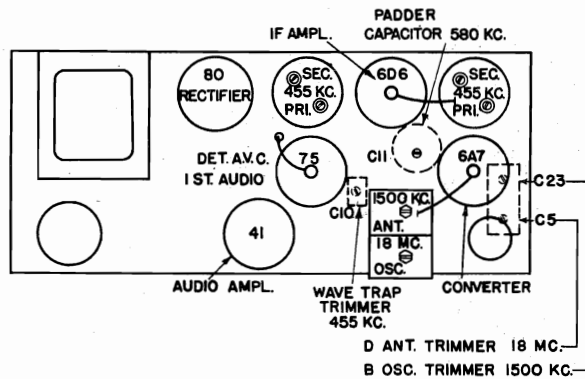 PADDER
CAPACITOR 580 KC.
IF AMPL.
80
RECTIFIER
SEC.
455 KC.
PRI.
6D6
SEC.
455 KC.
PRI.
C11
DET. A.V.C.
1 ST. AUDIO
75
6A7
C23
C10
1500 KC.
ANT.
C5
41
18 MC.
OSC.
AUDIO AMPL.
WAVE TRAP
TRIMMER
455 KC.
CONVERTER
D ANT. TRIMMER 18 MC.
B OSC. TRIMMER 1500 KC.